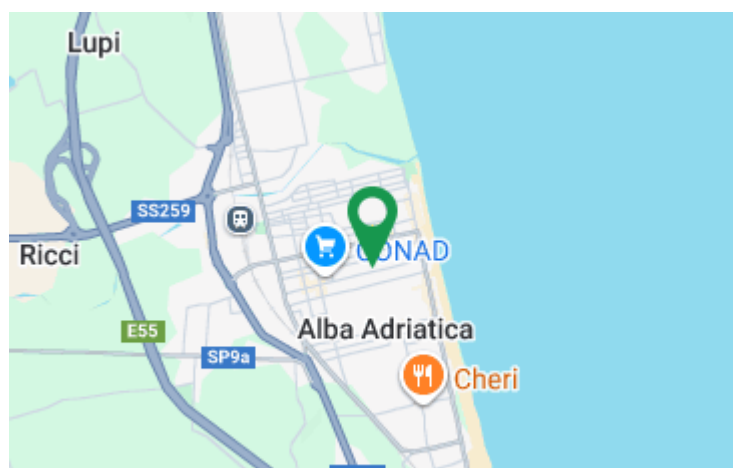 Lupi
SS259
Ricci
CONAD
Alba Adriatica
E55
SP9a
Cheri